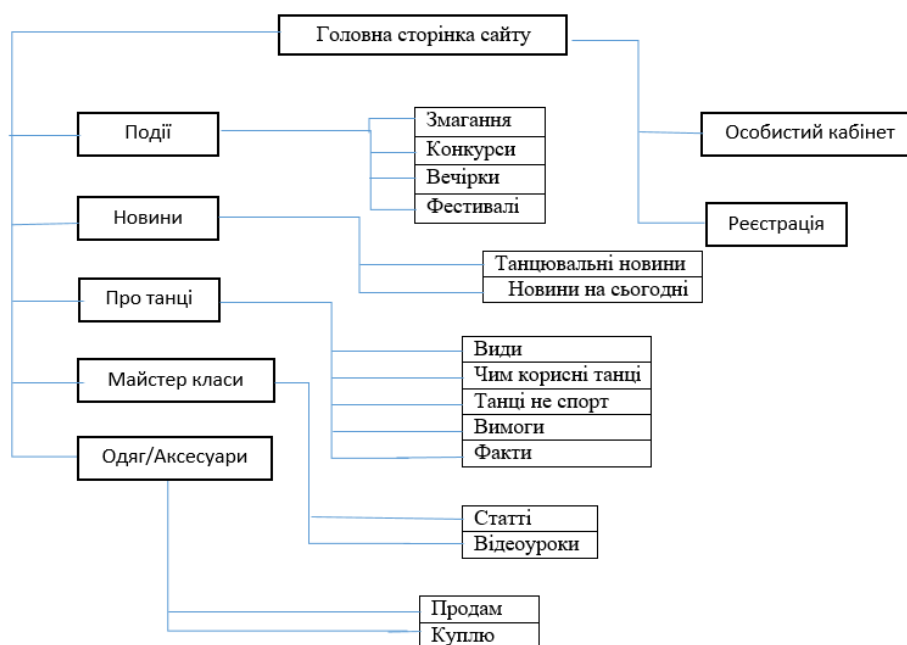 Головна сторінка сайту
Події
Змагання
Конкурси
Вечірки
Фестивалі
Особистий кабінет
Реєстрація
Новини
Танцювальні новини
Новини на сьогодні
Про танці
Види
Чим корисні танці
Танці не спорт
Вимоги
Факти
Майстер класи
Статті
Відеоуроки
Одяг/Аксесуари
Продам
Куплю